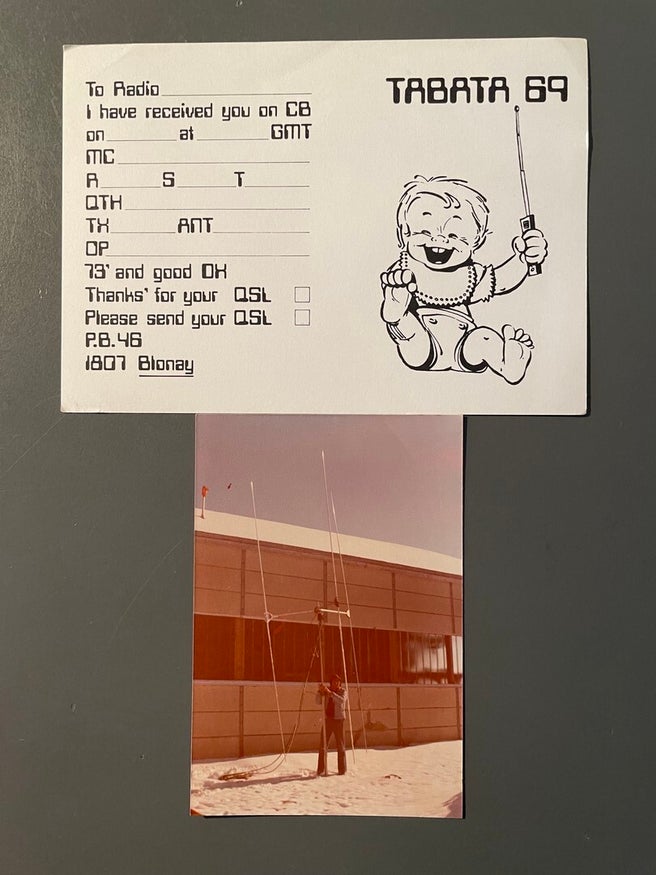 TABATA 69
To Radio
I have received you on CB
on at GMT
MC
R S T
QTH
TX ANT
OP
73' and good DX
Thanks' for your QSL
Please send your QSL
P.B. 46
1807 Blonay